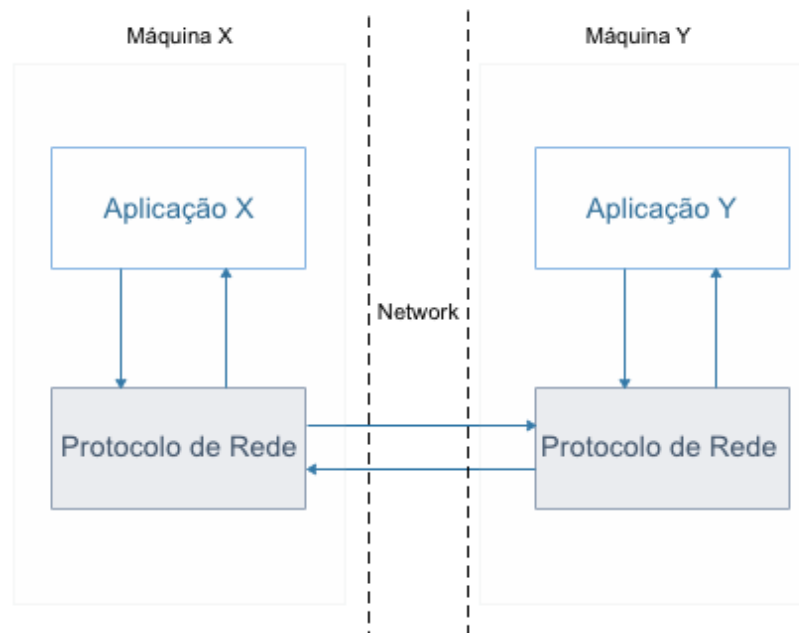 Máquina X
Máquina Y
Aplicação X
Aplicação Y
Network
Protocolo de Rede
Protocolo de Rede